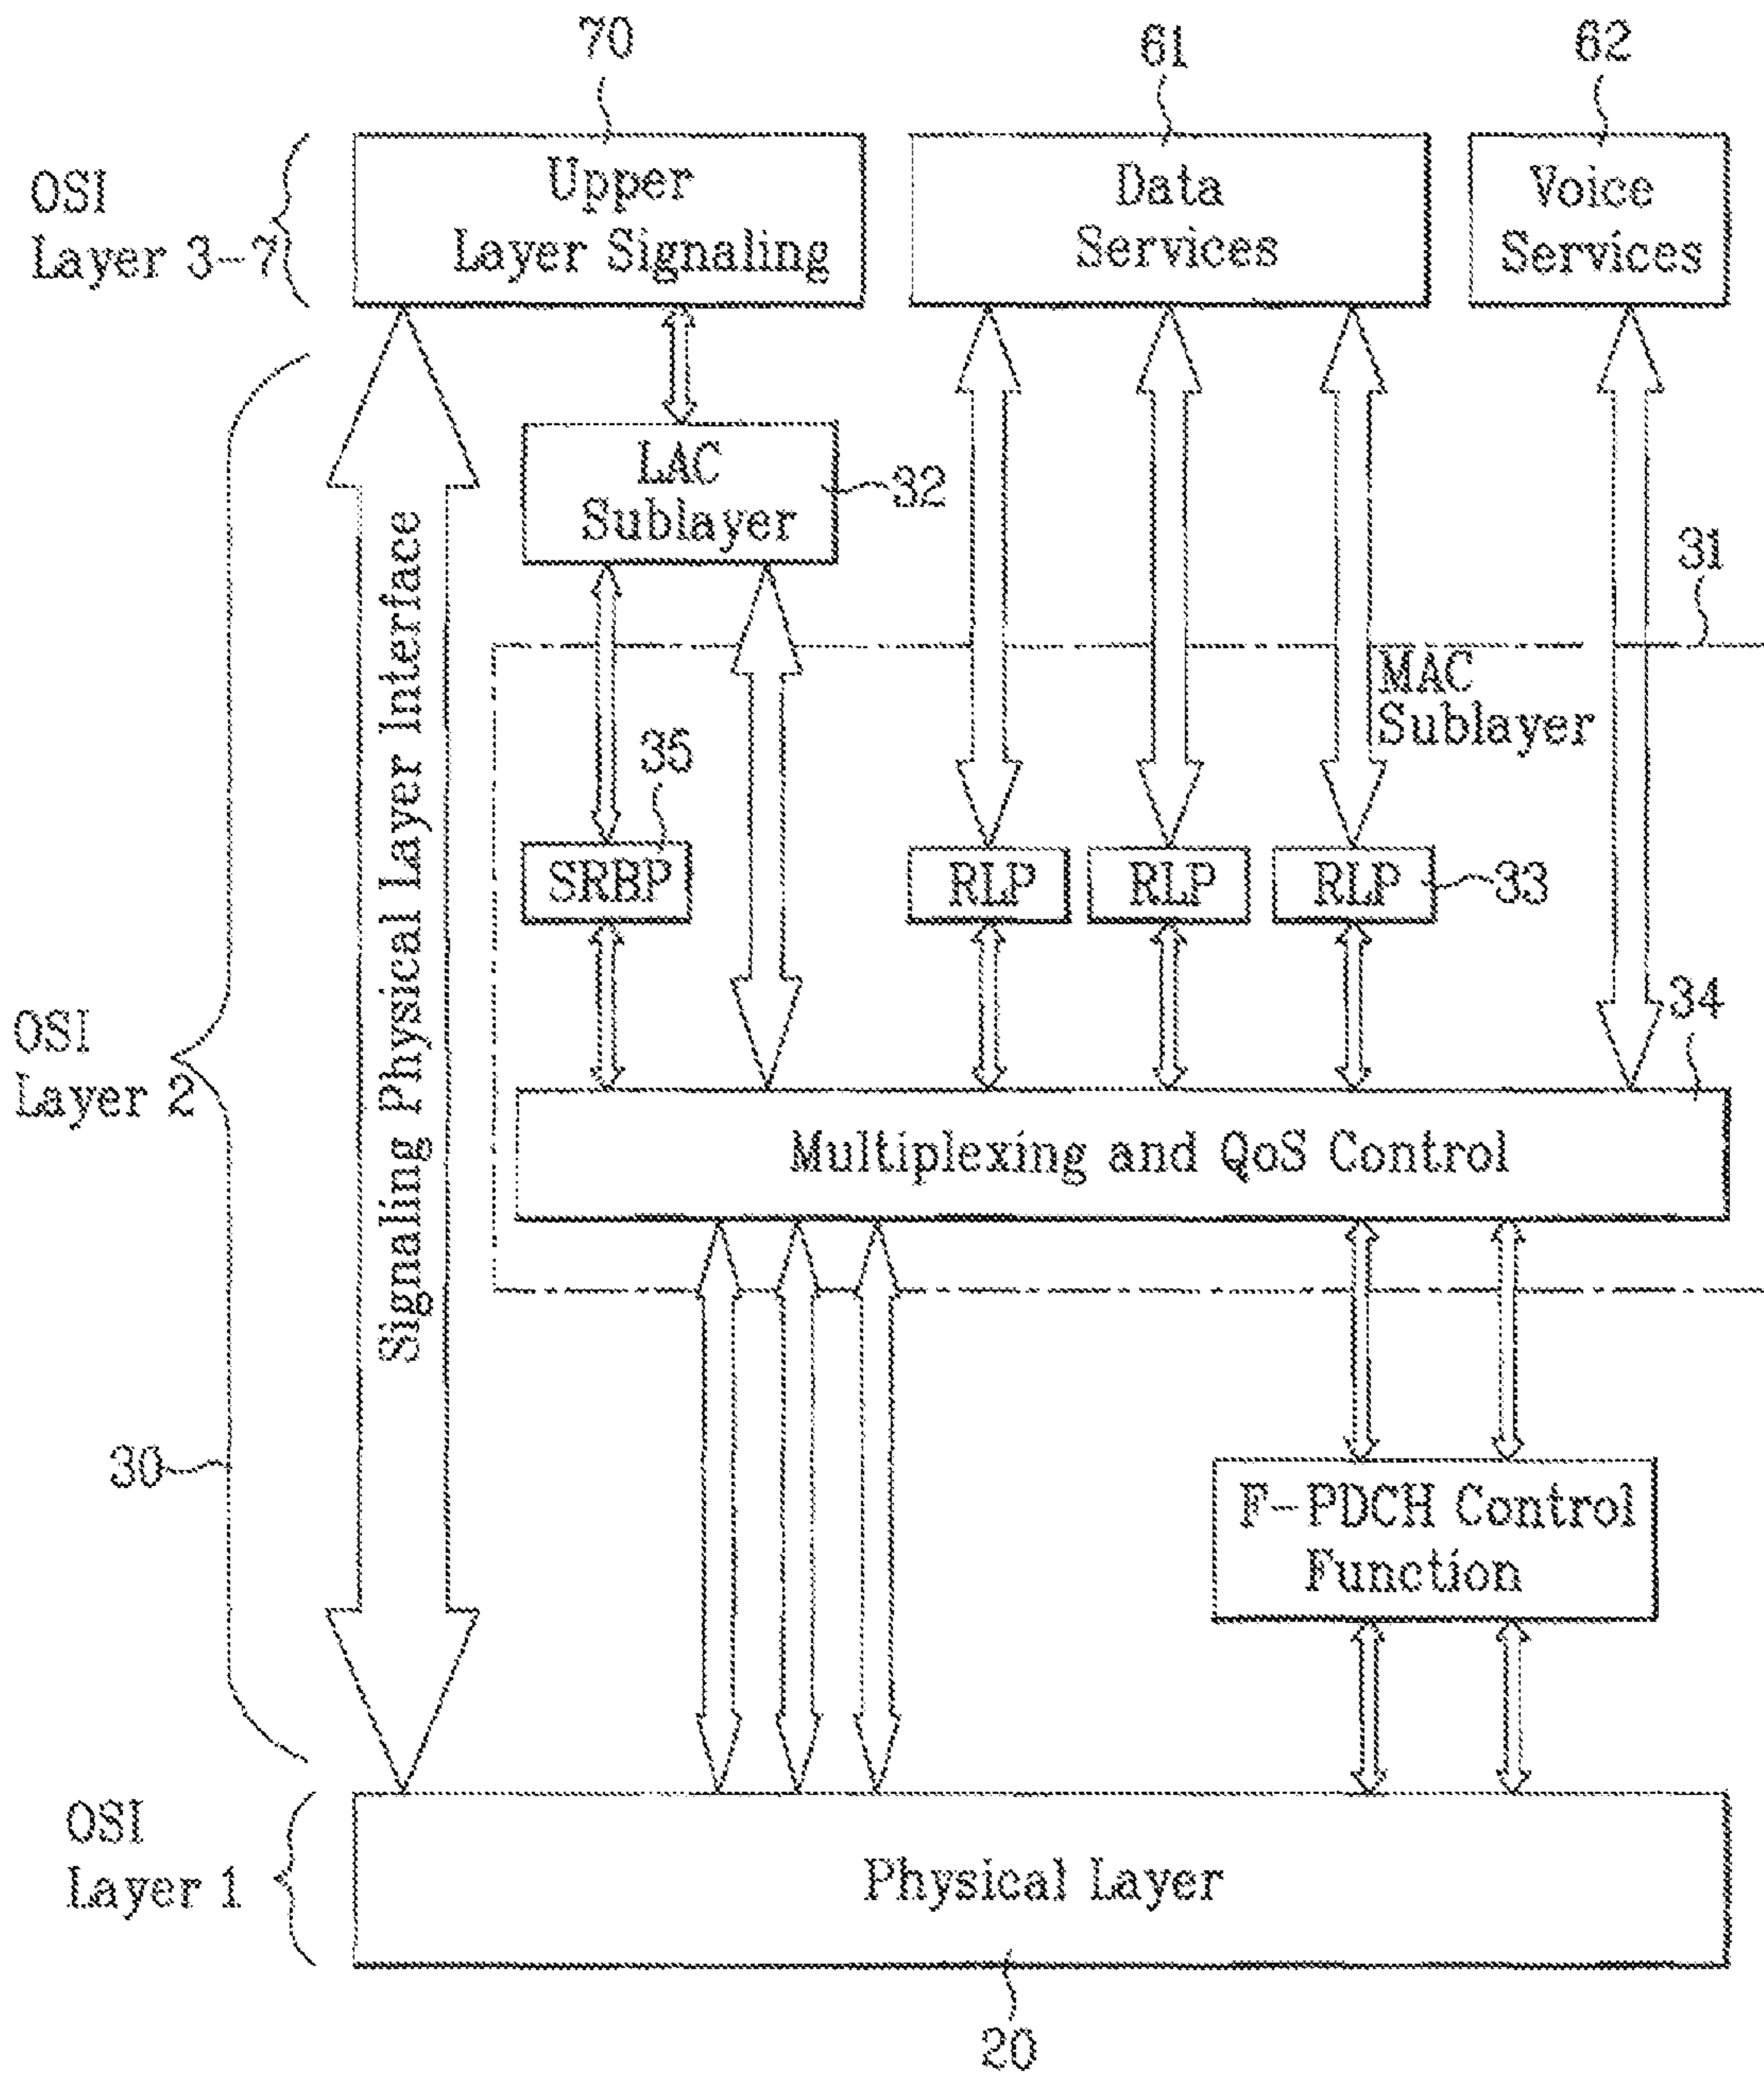 70
61
62
OSI
Layer 3-7
Upper
Layer Signaling
Data
Services
Voice
Services
LAC
Sublayer
32
31
MAC
Sublayer
Signaling Physical Layer Interface
35
SRBP
RLP
RLP
RLP
33
34
OSI
Layer 2
Multiplexing and QoS Control
30
F-PDCH Control
Function
OSI
Layer 1
Physical Layer
20